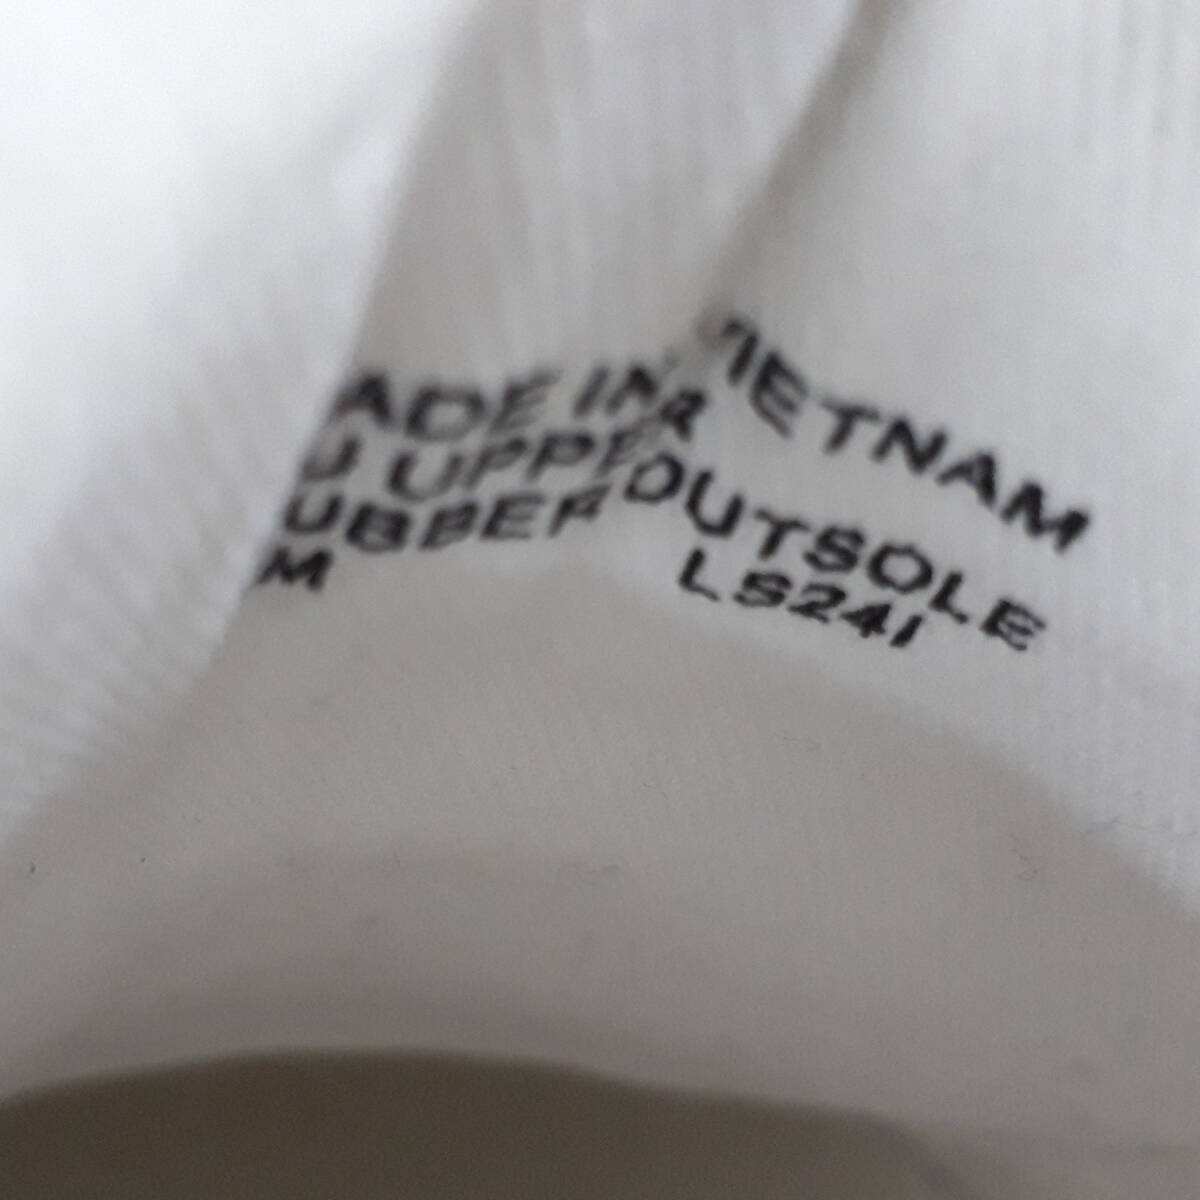 ADE IN VIETNAM
U UPPER
UBBER OUTSOLE
M LS241